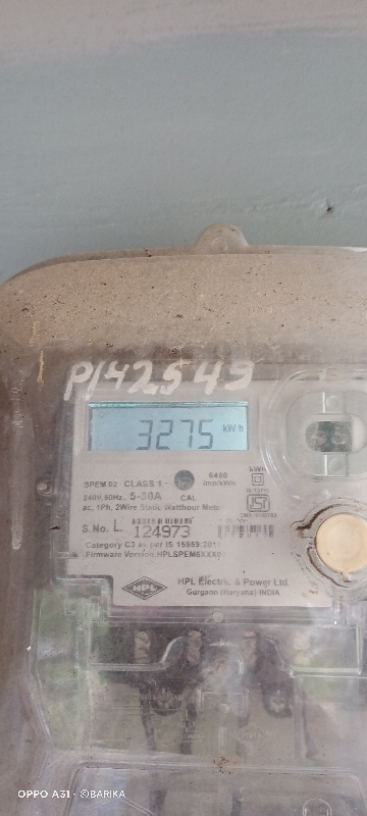 P142549
3275 kWh
SPEM 02 CLASS 1 6400
240V, 50Hz, 5-30A CAL imp/kWh
ac, 1Ph, 2Wire Static Watthour Meter
S.No. L 124973
Category C3 as per IS 15959:2011
Firmware Version.
HPL HPL Electric & Power Ltd.
Gurgaon (Haryana) INDIA
OPPO A31 · ©BARIKA